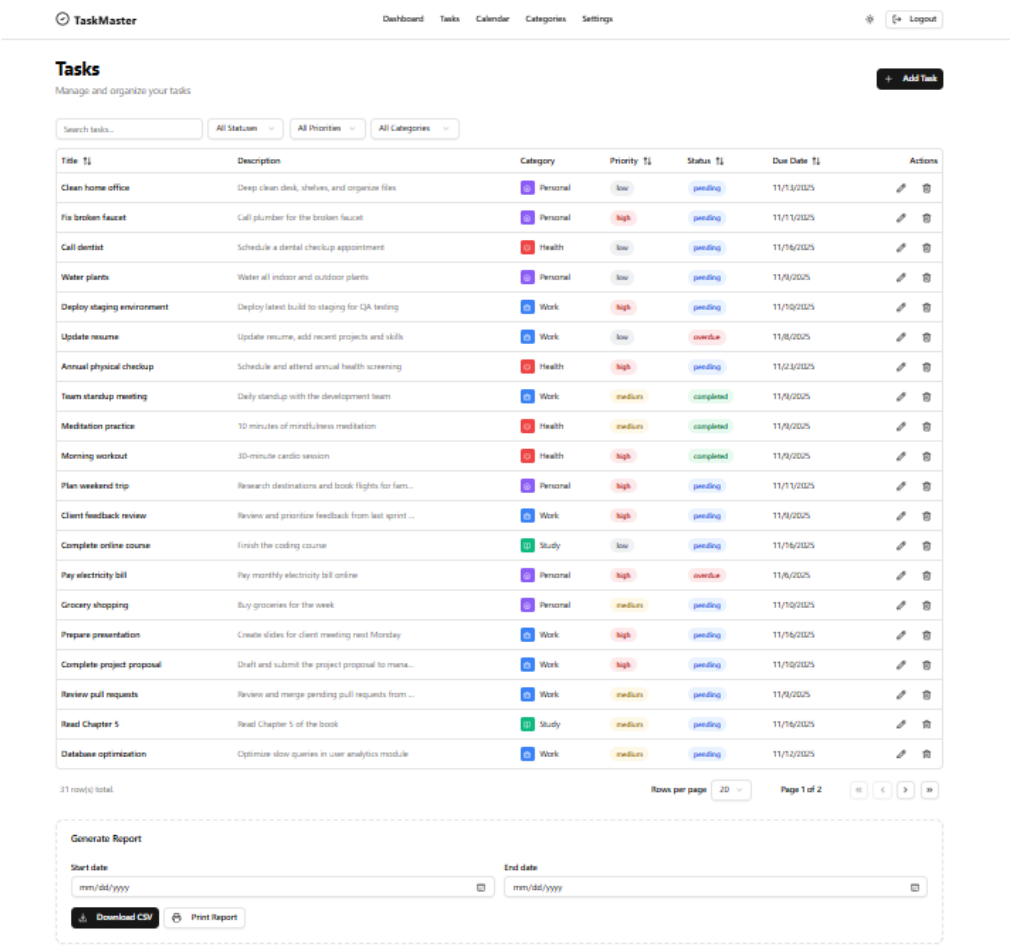 TaskMaster Dashboard Tasks Calendar Categories Settings Logout
Tasks
Manage and organize your tasks
Add Task
Search tasks... All Statuses All Priorities All Categories
Title Description Category Priority Status Due Date Actions
Clean home office Deep clean desk, shelves, and organize files Personal low pending 11/13/2025
Fix broken faucet Call plumber for the broken faucet Personal high pending 11/11/2025
Call dentist Schedule a dental checkup appointment Health low pending 11/16/2025
Water plants Water all indoor and outdoor plants Personal low pending 11/9/2025
Deploy staging environment Deploy latest build to staging for QA testing Work high pending 11/10/2025
Update resume Update resume, add recent projects and skills Work low overdue 11/8/2025
Annual physical checkup Schedule and attend annual health screening Health high pending 11/23/2025
Team standup meeting Daily standup with the development team Work medium completed 11/9/2025
Meditation practice 10 minutes of mindfulness meditation Health medium completed 11/9/2025
Morning workout 30-minute cardio session Health high completed 11/9/2025
Plan weekend trip Research destinations and book flights for fam... Personal high pending 11/11/2025
Client feedback review Review and prioritize feedback from last sprint ... Work high pending 11/9/2025
Complete online course Finish the coding course Study low pending 11/16/2025
Pay electricity bill Pay monthly electricity bill online Personal high overdue 11/6/2025
Grocery shopping Buy groceries for the week Personal medium pending 11/10/2025
Prepare presentation Create slides for client meeting next Monday Work high pending 11/16/2025
Complete project proposal Draft and submit the project proposal to mana... Work high pending 11/10/2025
Review pull requests Review and merge pending pull requests from ... Work medium pending 11/9/2025
Read Chapter 5 Read Chapter 5 of the book Study medium pending 11/16/2025
Database optimization Optimize slow queries in user analytics module Work medium pending 11/12/2025
31 row(s) total. Rows per page 20 Page 1 of 2
Generate Report
Start date End date
mm/dd/yyyy mm/dd/yyyy
Download CSV Print Report